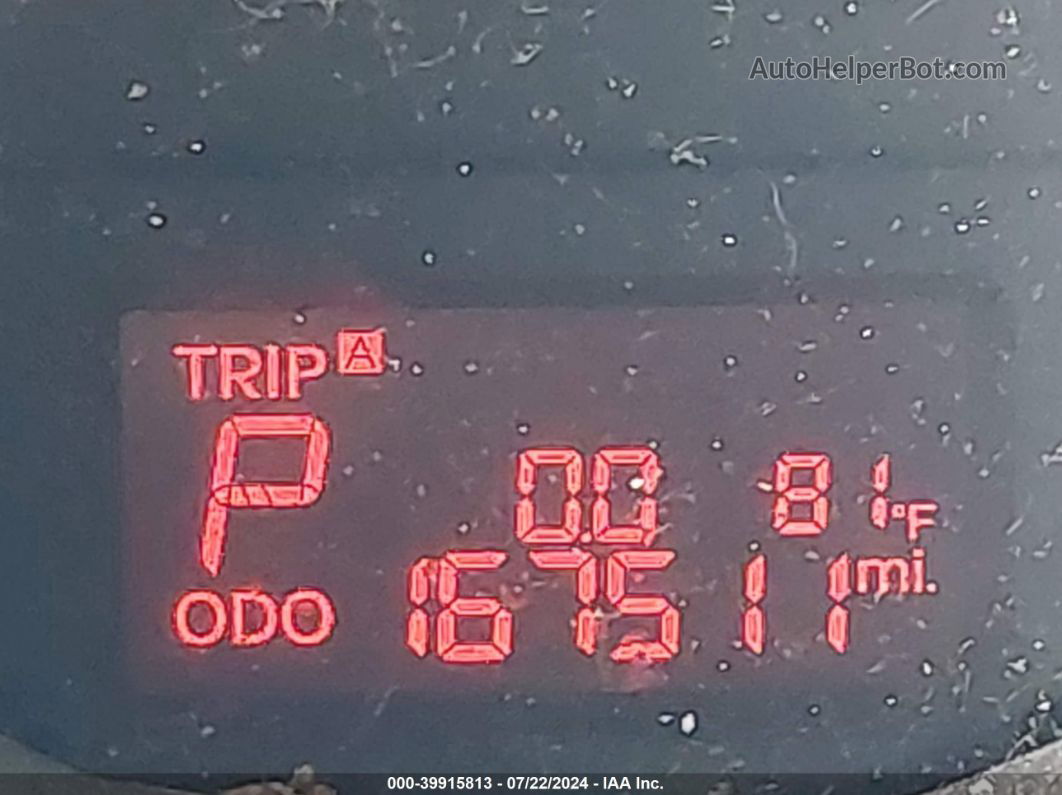 AutoHelperBot.com
TRIP A
P
0.0 81°F
167511 mi.
ODO
000-39915813 - 07/22/2024 - IAA Inc.